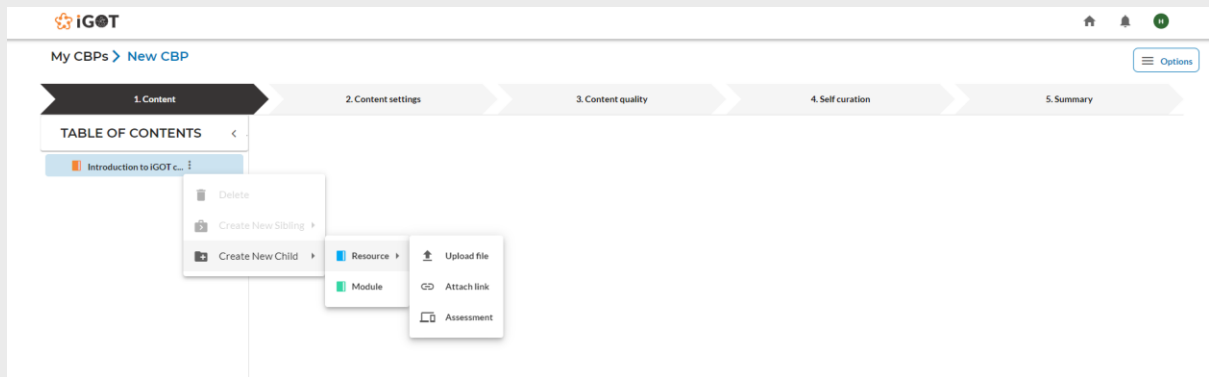 iGOT
H
My CBPs > New CBP
Options
1. Content
2. Content settings
3. Content quality
4. Self curation
5. Summary
TABLE OF CONTENTS
Introduction to iGOT c...
Delete
Create New Sibling
Create New Child
Resource
Module
Upload file
Attach link
Assessment